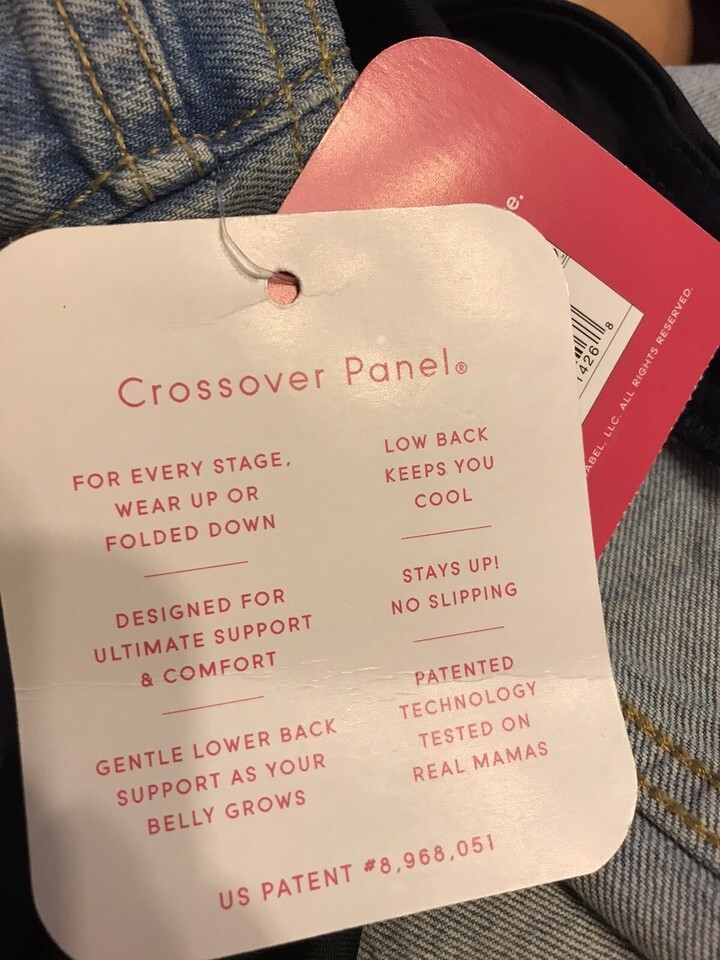 Crossover Panel®
FOR EVERY STAGE,
WEAR UP OR
FOLDED DOWN
DESIGNED FOR
ULTIMATE SUPPORT
& COMFORT
GENTLE LOWER BACK
SUPPORT AS YOUR
BELLY GROWS
LOW BACK
KEEPS YOU
COOL
STAYS UP!
NO SLIPPING
PATENTED
TECHNOLOGY
TESTED ON
REAL MAMAS
US PATENT #8,968,051
e.
426 8
ABEL, LLC. ALL RIGHTS RESERVED.